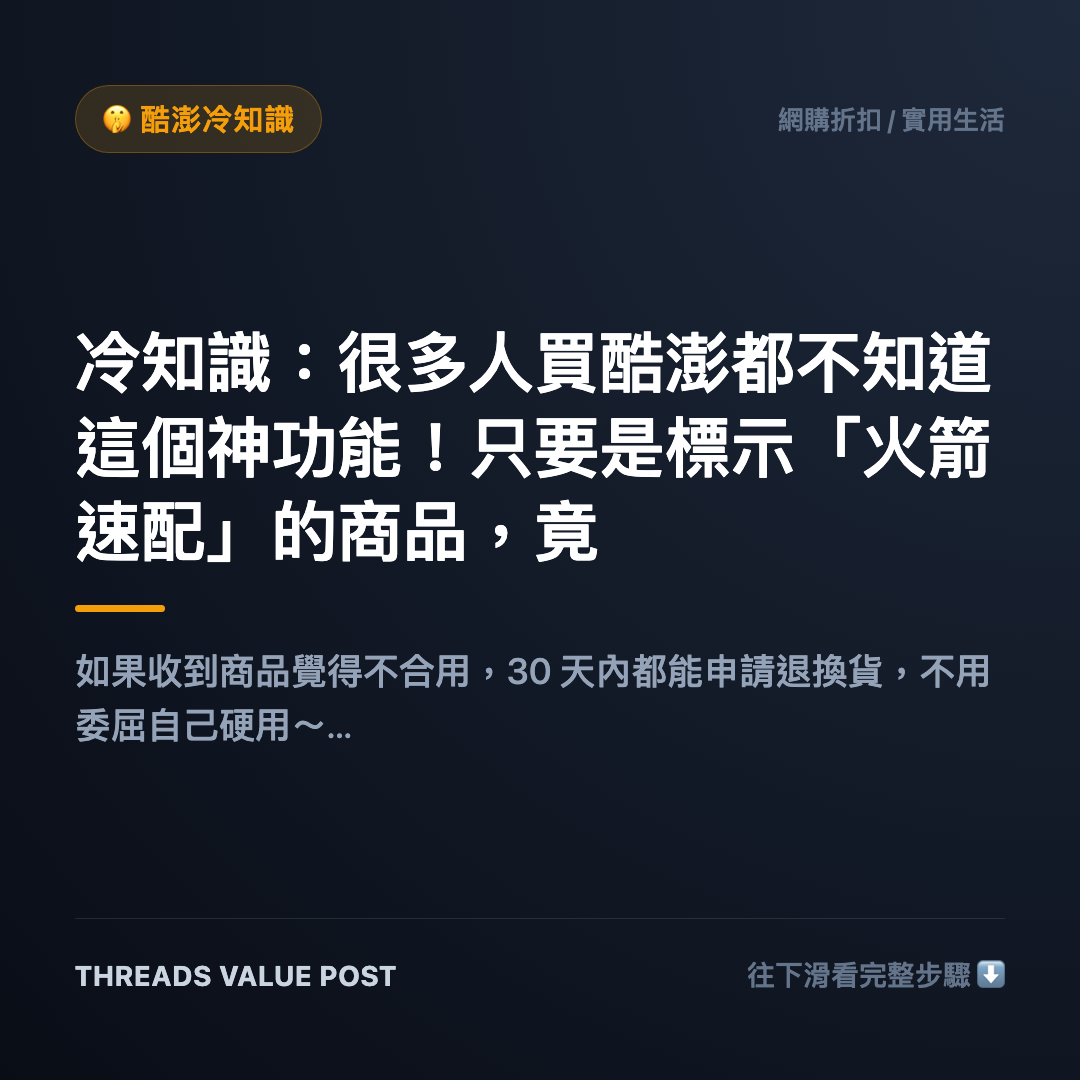 🤫 酷澎冷知識
網購折扣 / 實用生活
冷知識：很多人買酷澎都不知道
這個神功能！只要是標示「火箭
速配」的商品，竟
如果收到商品覺得不合用，30 天內都能申請退換貨，不用
委屈自己硬用～...
THREADS VALUE POST
往下滑看完整步驟 ⬇️